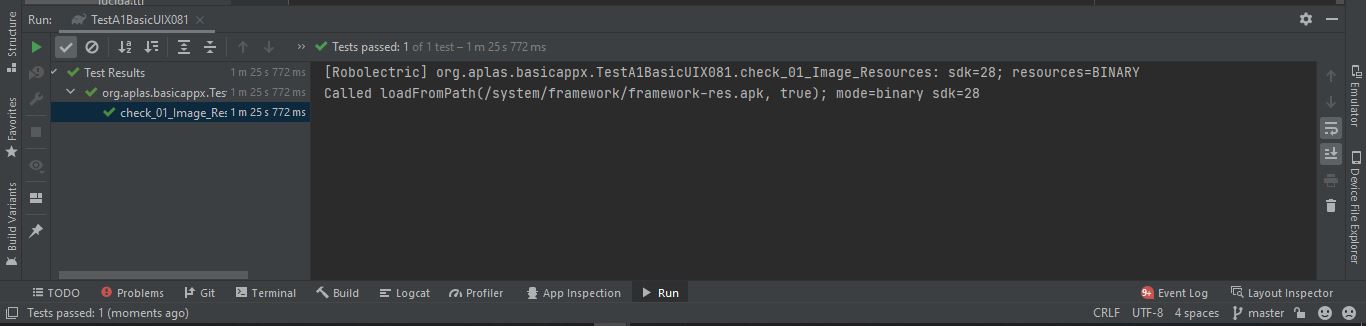 lucida.ttf
Run: TestA1BasicUIX081
Tests passed: 1 of 1 test – 1 m 25 s 772 ms
Test Results 1 m 25 s 772 ms
org.aplas.basicappx.Tes 1 m 25 s 772 ms
check_01_Image_Res 1 m 25 s 772 ms
[Robolectric] org.aplas.basicappx.TestA1BasicUIX081.check_01_Image_Resources: sdk=28; resources=BINARY
Called loadFromPath(/system/framework/framework-res.apk, true); mode=binary sdk=28
Structure
Favorites
Build Variants
Emulator
Device File Explorer
TODO Problems Git Terminal Build Logcat Profiler App Inspection Run 9+ Event Log Layout Inspector
Tests passed: 1 (moments ago) CRLF UTF-8 4 spaces master